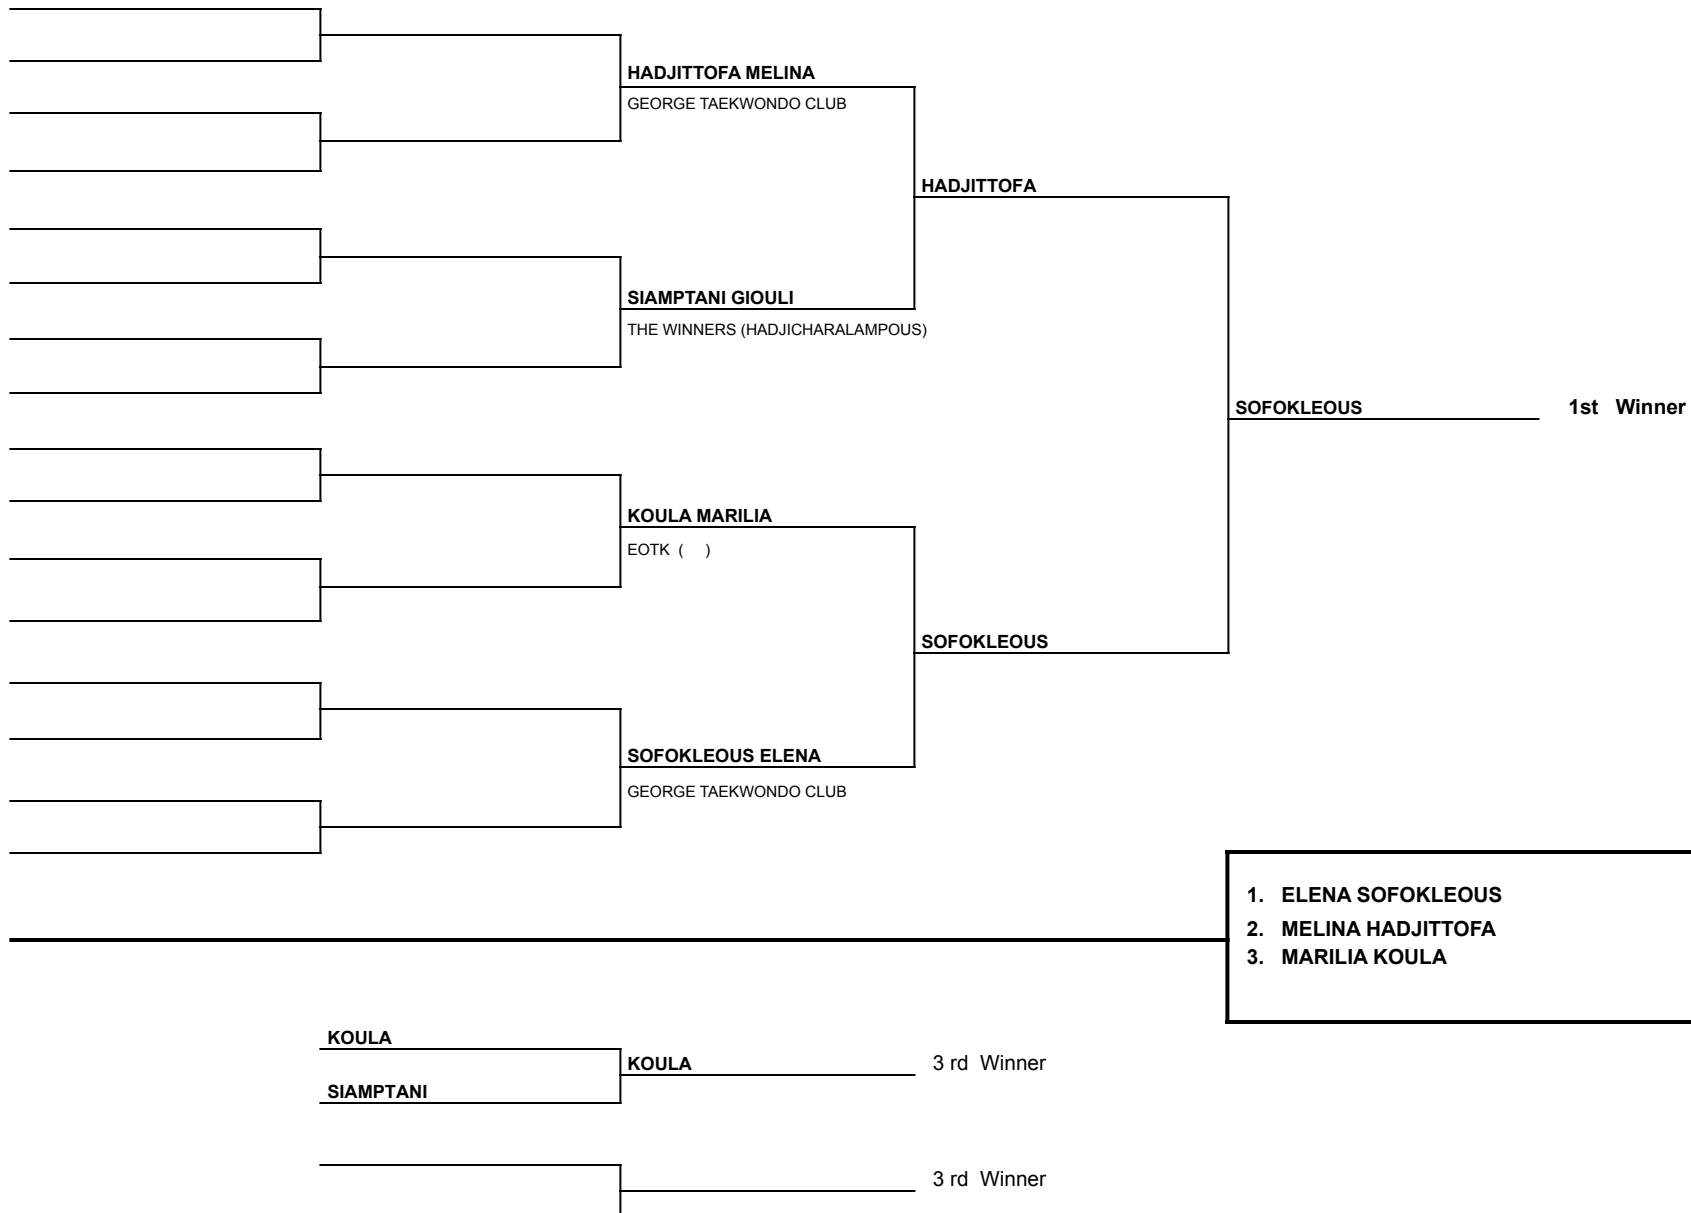 HADJITTOFA MELINA
GEORGE TAEKWONDO CLUB
HADJITTOFA
SIAMPTANI GIOULI
THE WINNERS (HADJICHARALAMPOUS)
SOFOKLEOUS 1st Winner
KOULA MARILIA
EOTK ( )
SOFOKLEOUS
SOFOKLEOUS ELENA
GEORGE TAEKWONDO CLUB
1. ELENA SOFOKLEOUS
2. MELINA HADJITTOFA
3. MARILIA KOULA
KOULA
KOULA 3 rd Winner
SIAMPTANI
3 rd Winner